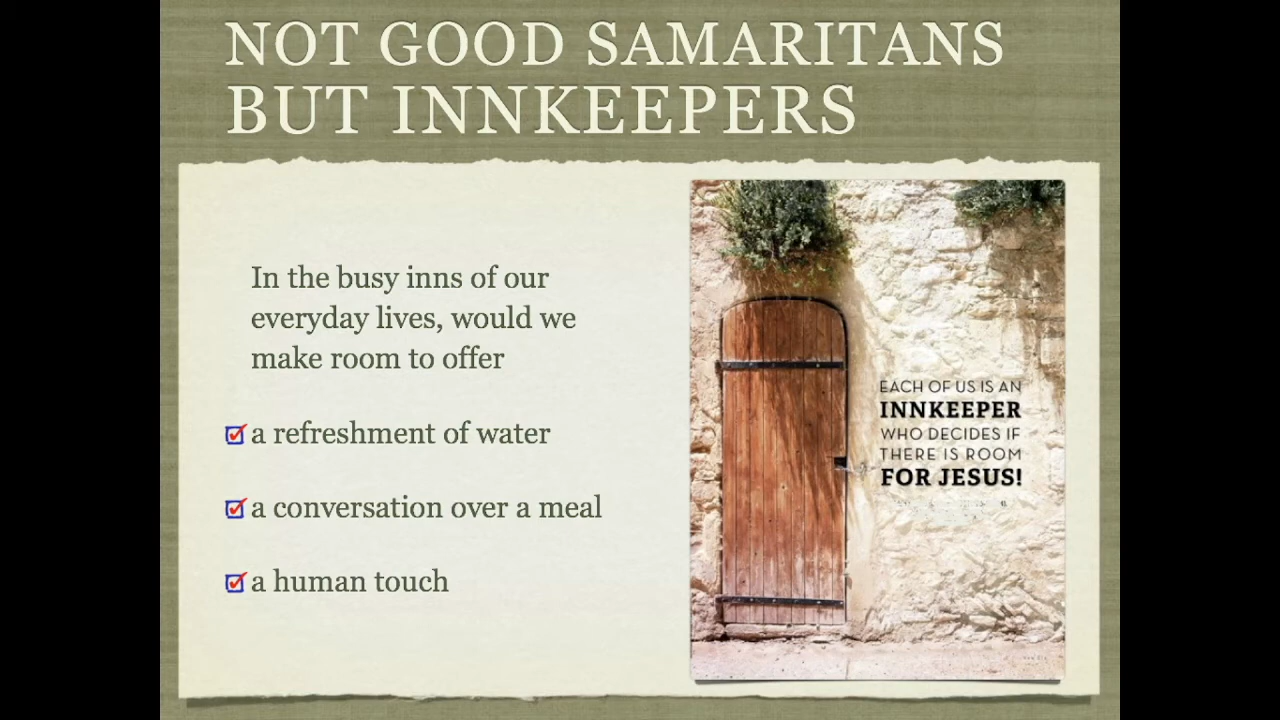 NOT GOOD SAMARITANS
BUT INNKEEPERS
In the busy inns of our
everyday lives, would we
make room to offer
a refreshment of water
a conversation over a meal
a human touch
EACH OF US IS AN
INNKEEPER
WHO DECIDES IF
THERE IS ROOM
FOR JESUS!